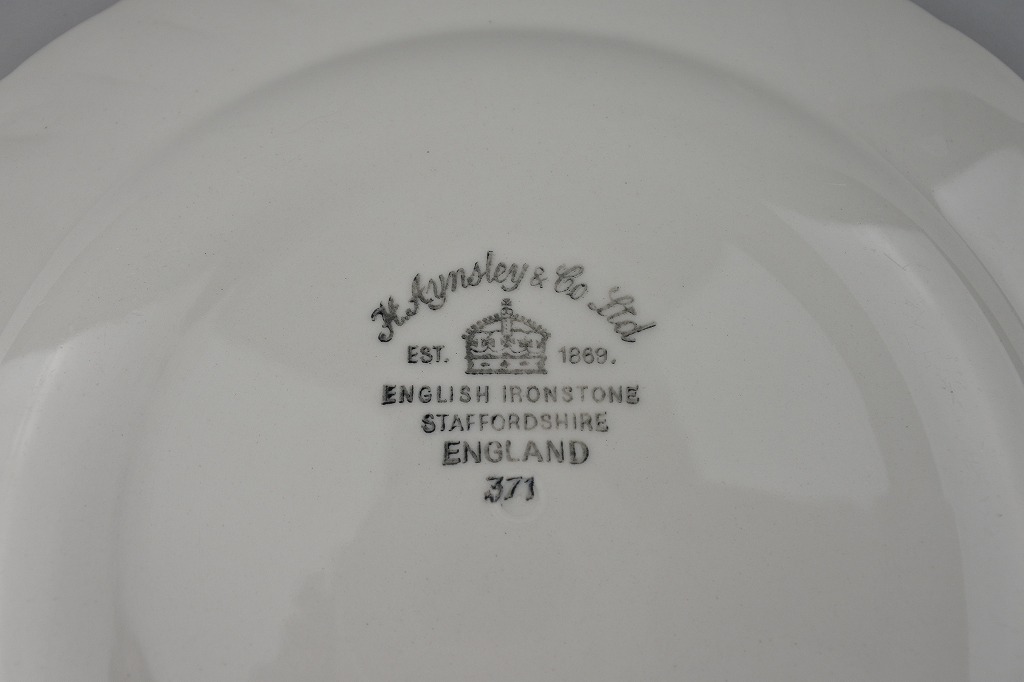 H. Aynsley & Co Ltd
EST. 1869.
ENGLISH IRONSTONE
STAFFORDSHIRE
ENGLAND
371